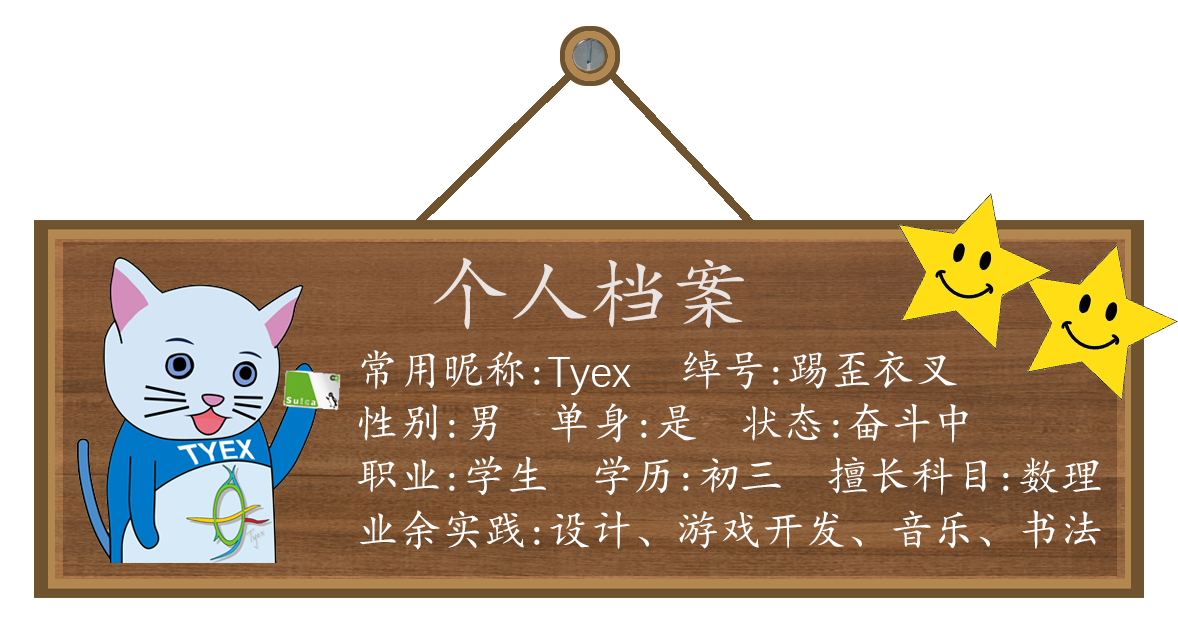 个人档案
常用昵称:Tyex 绰号:踢歪衣叉
性别:男 单身:是 状态:奋斗中
职业:学生 学历:初三 擅长科目:数理
业余实践:设计、游戏开发、音乐、书法
Suica
TYEX
Tyex